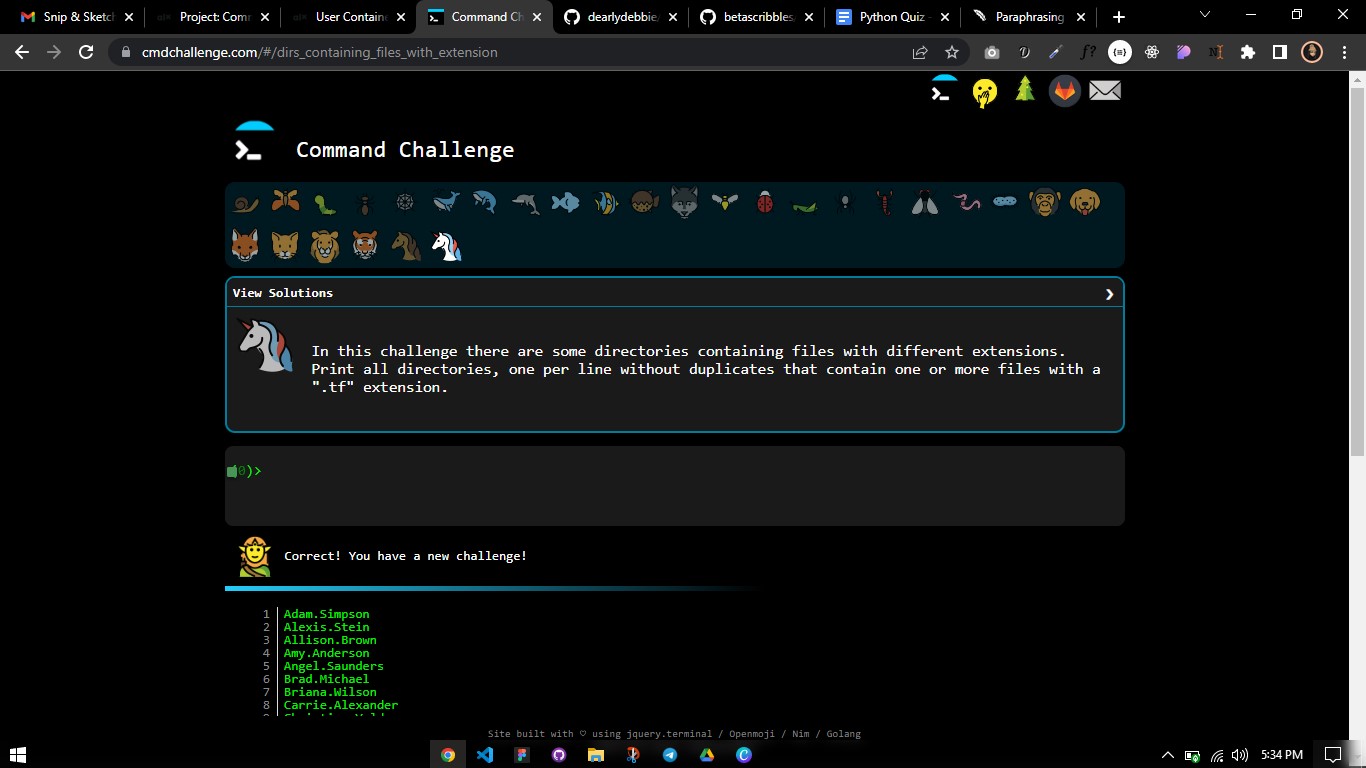 Snip & Sketch
Project: Comm
User Containe
Command Ch
dearlydebbie
betascribbles
Python Quiz -
Paraphrasing
cmdchallenge.com/#/dirs_containing_files_with_extension
Command Challenge
View Solutions
In this challenge there are some directories containing files with different extensions.
Print all directories, one per line without duplicates that contain one or more files with a
".tf" extension.
0)>
Correct! You have a new challenge!
1 Adam.Simpson
2 Alexis.Stein
3 Allison.Brown
4 Amy.Anderson
5 Angel.Saunders
6 Brad.Michael
7 Briana.Wilson
8 Carrie.Alexander
Site built with ♡ using jquery.terminal / Openmoji / Nim / Golang
5:34 PM